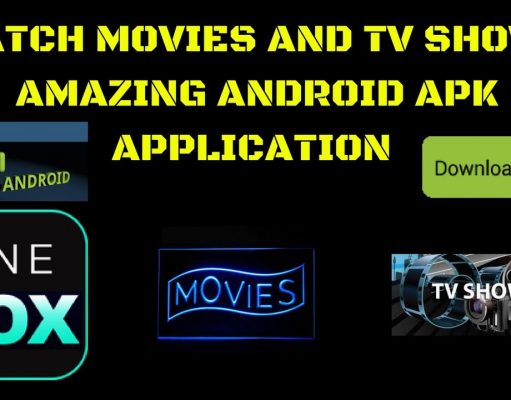 ATCH MOVIES AND TV SHOW
AMAZING ANDROID APK
APPLICATION
ANDROID
Downloa
NE
OX
MOVIES
TV SHOW